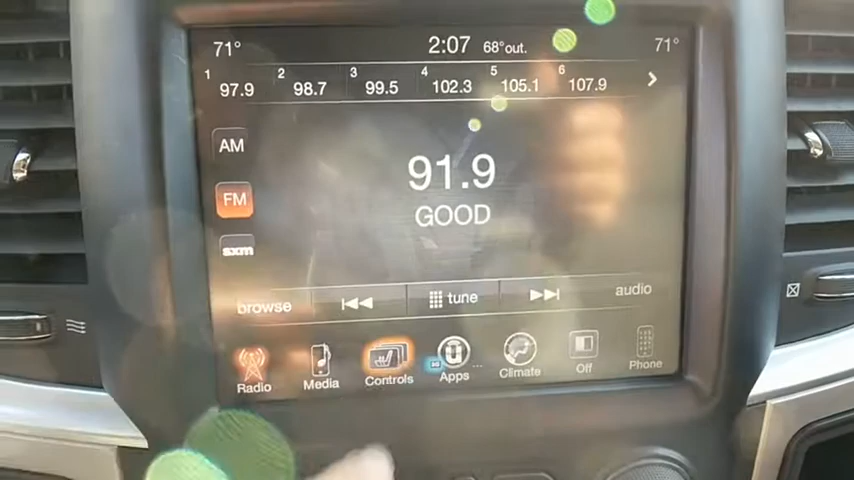 71° 2:07 68° out. 71°
1 97.9 2 98.7 3 99.5 4 102.3 5 105.1 6 107.9
AM
91.9
FM
GOOD
sxm
browse tune audio
Radio Media Controls Apps Climate Off Phone